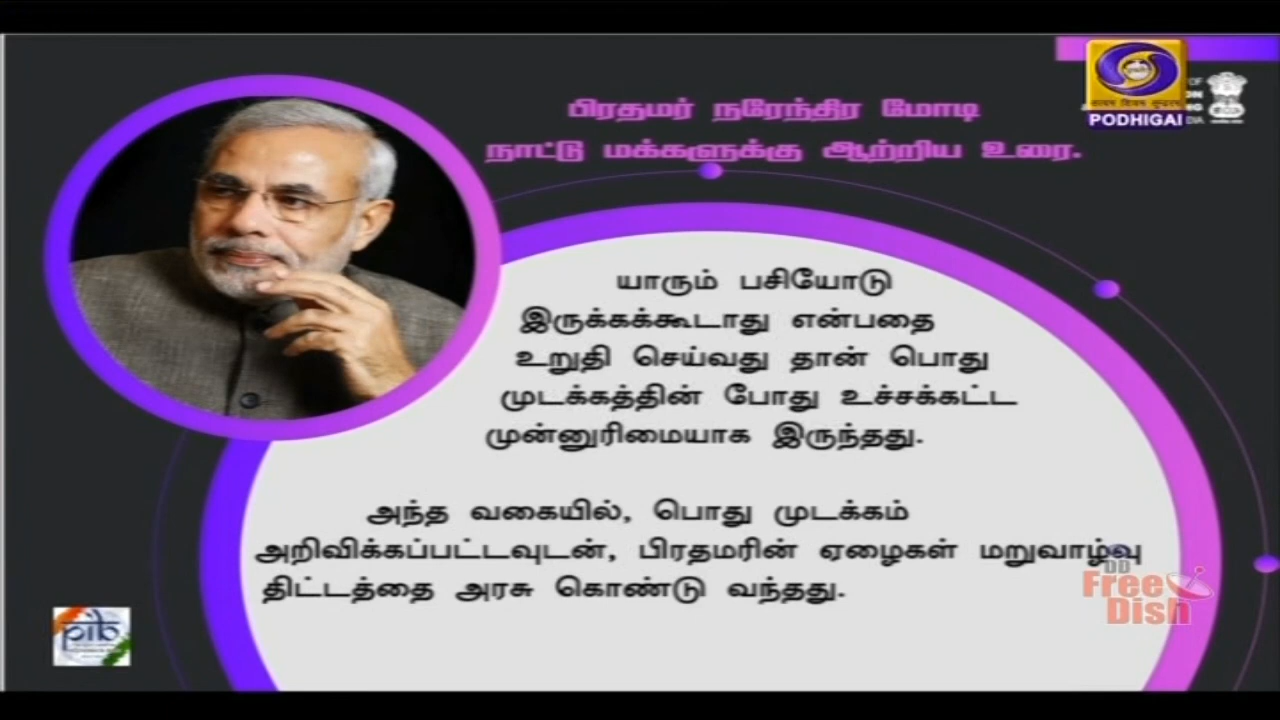 பிரதமர் நரேந்திர மோடி
நாட்டு மக்களுக்கு ஆற்றிய உரை.
PODHIGAI
யாரும் பசியோடு
இருக்கக்கூடாது என்பதை
உறுதி செய்வது தான் பொது
முடக்கத்தின் போது உச்சக்கட்ட
முன்னுரிமையாக இருந்தது.
அந்த வகையில், பொது முடக்கம்
அறிவிக்கப்பட்டவுடன், பிரதமரின் ஏழைகள் மறுவாழ்வு
திட்டத்தை அரசு கொண்டு வந்தது.
DD
Free
Dish
pib